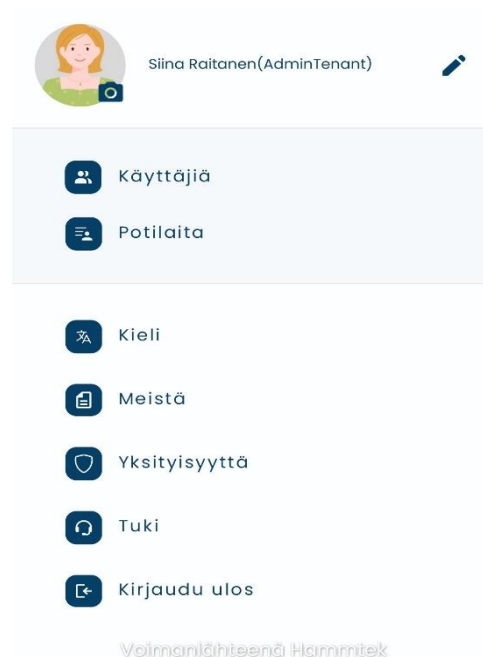 Siina Raitanen(AdminTenant)
Käyttäjiä
Potilaita
Kieli
Meistä
Yksityisyyttä
Tuki
Kirjaudu ulos
Voimanlähteenä Hammtek